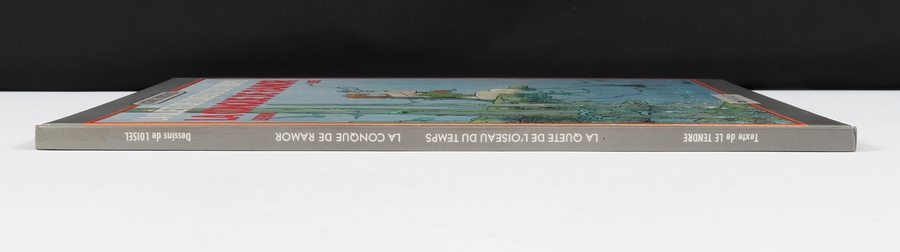 Texte de LE TENDRE · LA QUETE DE L'OISEAU DU TEMPS LA CONQUE DE RAMOR Dessins de LOISEL